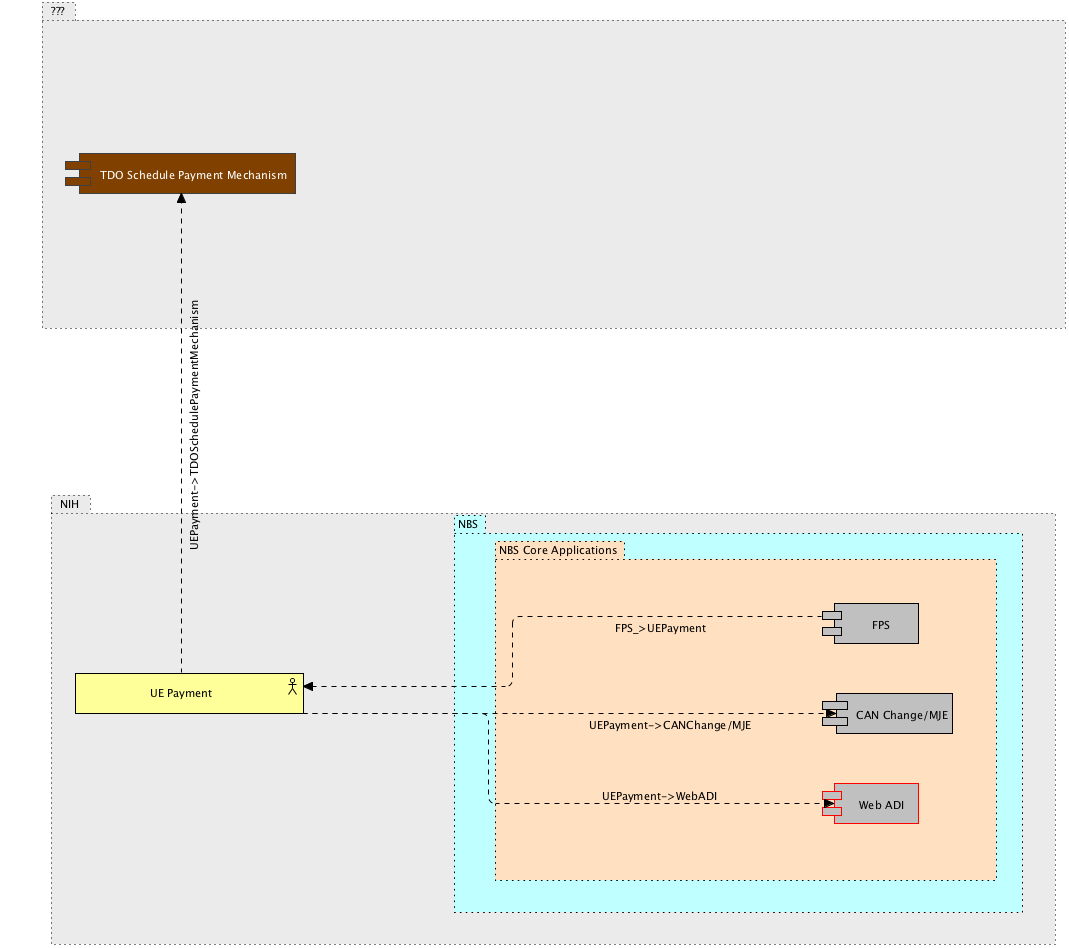 ???
TDO Schedule Payment Mechanism
UEPayment->TDOSchedulePaymentMechanism
NIH
NBS
NBS Core Applications
FPS
FPS_>UEPayment
UE Payment
CAN Change/MJE
UEPayment->CANChange/MJE
UEPayment->WebADI
Web ADI